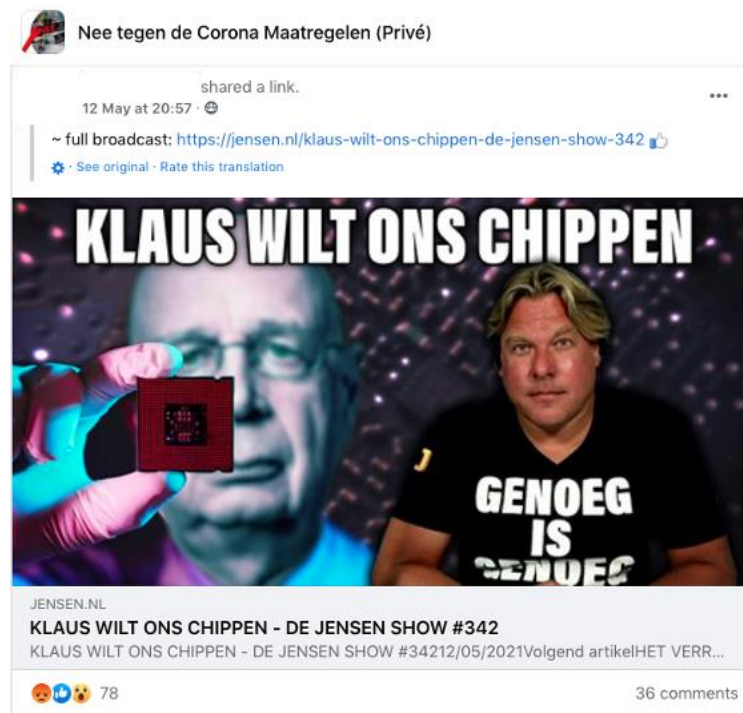 Nee tegen de Corona Maatregelen (Privé)
shared a link.
12 May at 20:57 ·
~ full broadcast: https://jensen.nl/klaus-wilt-ons-chippen-de-jensen-show-342
· See original · Rate this translation
KLAUS WILT ONS CHIPPEN
J
GENOEG
IS
GENOEG
JENSEN.NL
KLAUS WILT ONS CHIPPEN - DE JENSEN SHOW #342
KLAUS WILT ONS CHIPPEN - DE JENSEN SHOW #34212/05/2021Volgend artikelHET VERR...
78
36 comments